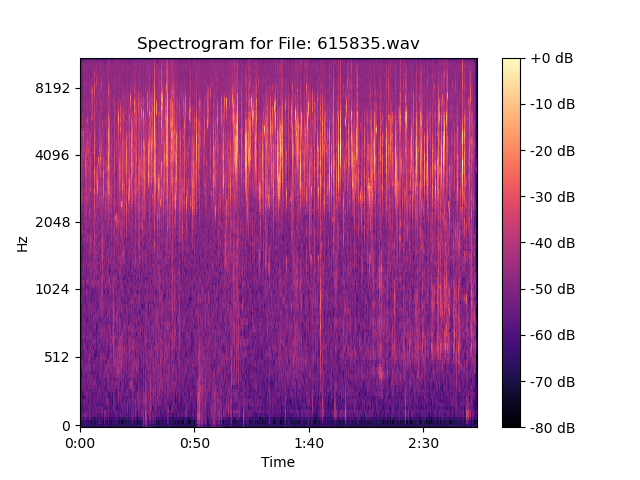 Spectrogram for File: 615835.wav
8192
4096
2048
1024
512
0
Hz
0:00
0:50
1:40
2:30
Time
+0 dB
-10 dB
-20 dB
-30 dB
-40 dB
-50 dB
-60 dB
-70 dB
-80 dB